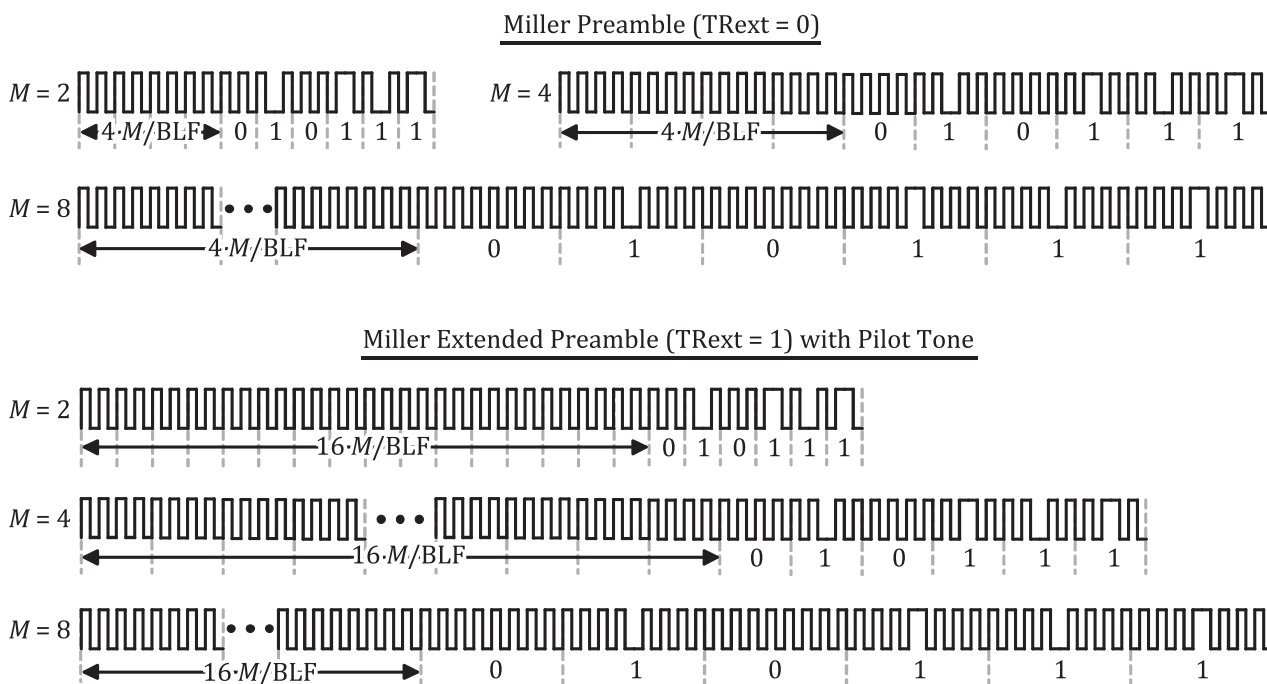 Miller Preamble (TRext = 0)
M = 2
4·M/BLF 0 1 0 1 1 1
M = 4
4·M/BLF 0 1 0 1 1 1
M = 8
4·M/BLF 0 1 0 1 1 1
Miller Extended Preamble (TRext = 1) with Pilot Tone
M = 2
16·M/BLF 0 1 0 1 1 1
M = 4
16·M/BLF 0 1 0 1 1 1
M = 8
16·M/BLF 0 1 0 1 1 1